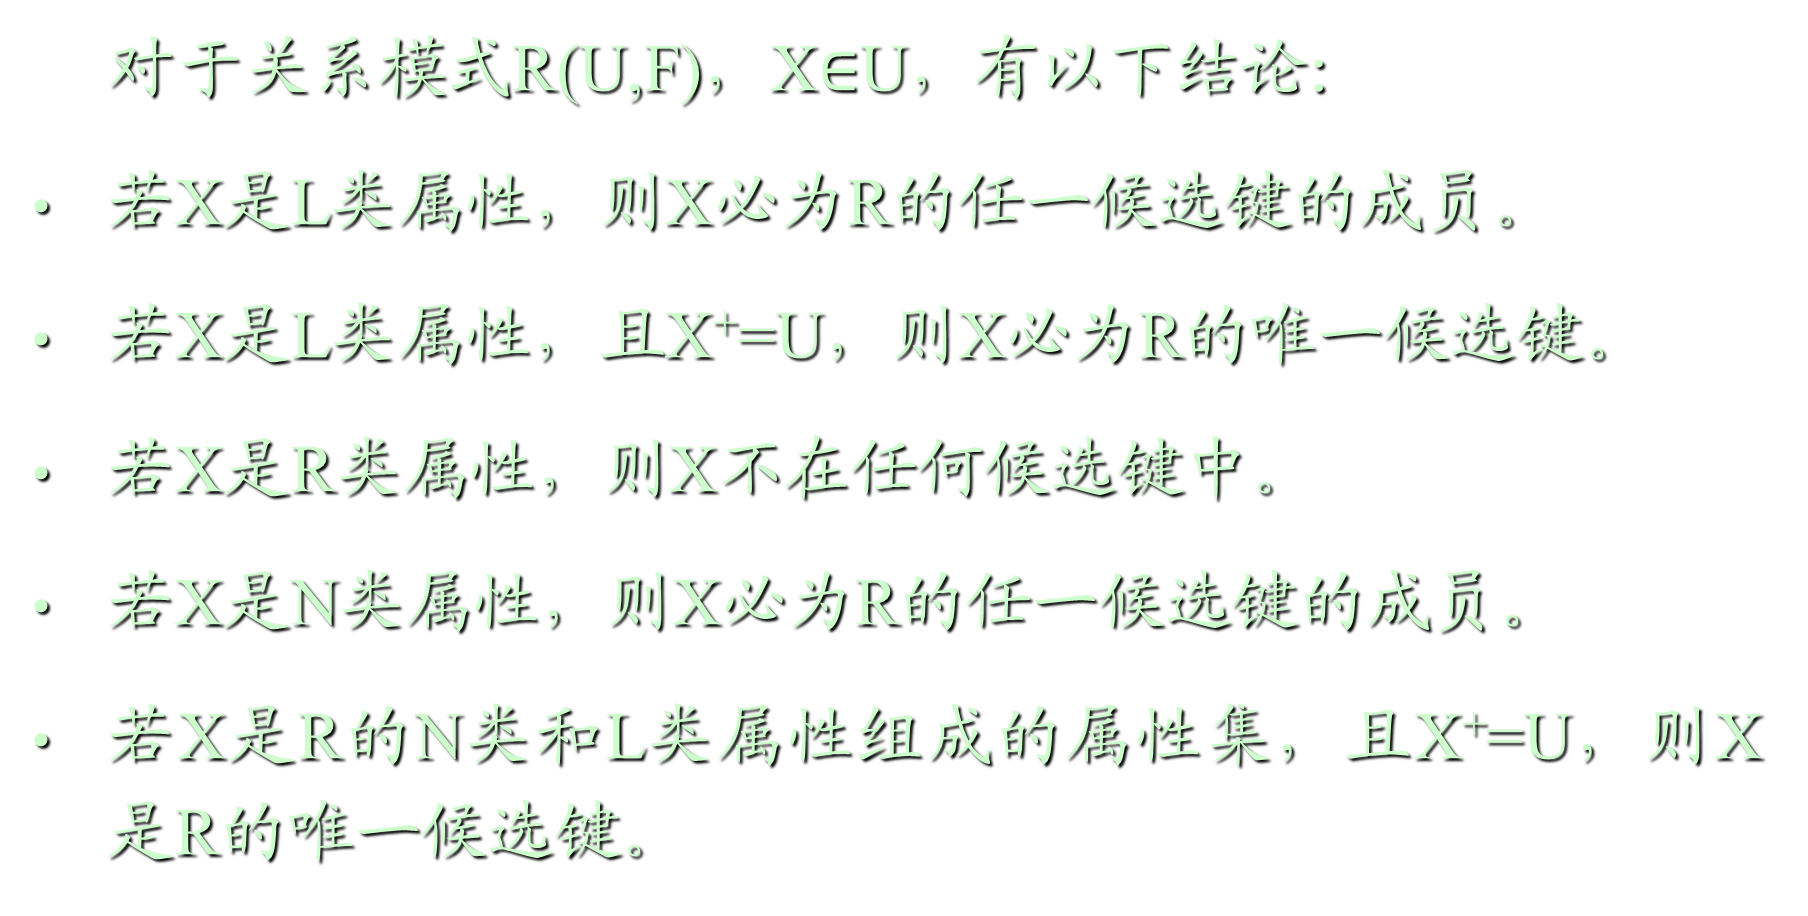 对于关系模式R(U,F)，X∈U，有以下结论:
• 若X是L类属性，则X必为R的任一候选键的成员。
• 若X是L类属性，且X⁺=U，则X必为R的唯一候选键。
• 若X是R类属性，则X不在任何候选键中。
• 若X是N类属性，则X必为R的任一候选键的成员。
• 若X是R的N类和L类属性组成的属性集，且X⁺=U，则X
是R的唯一候选键。